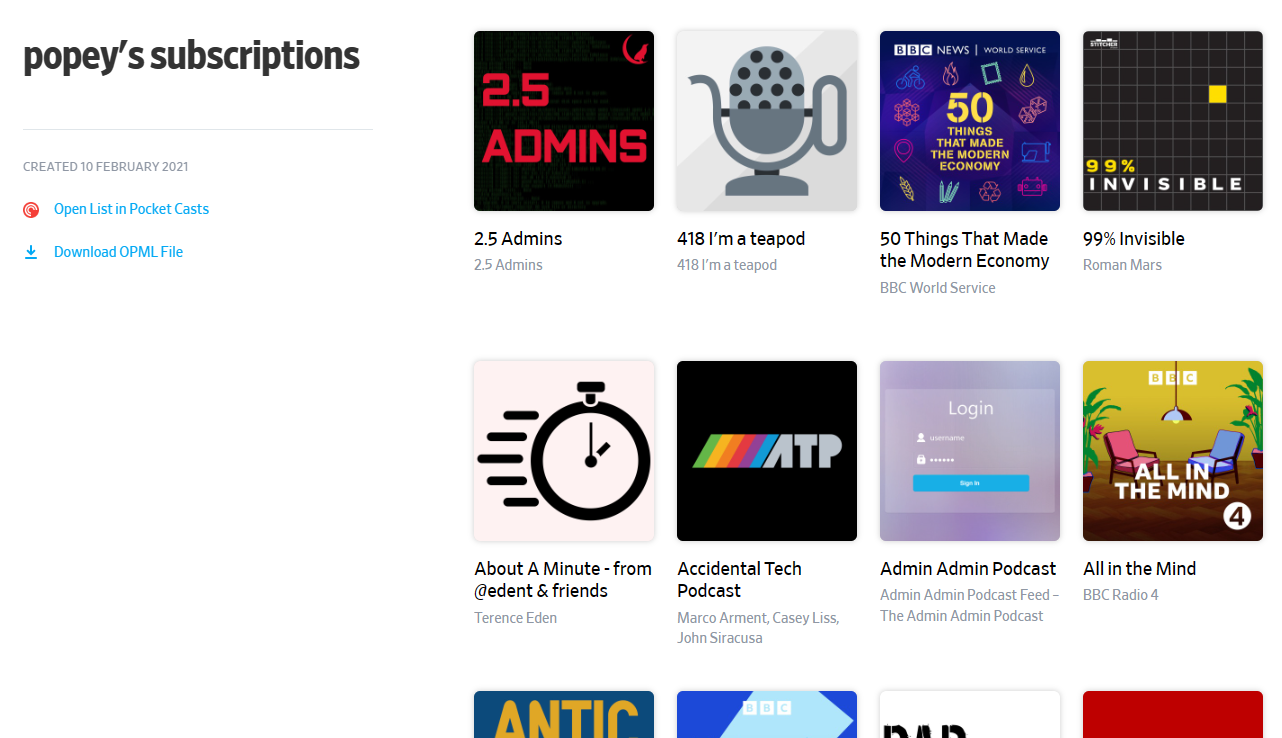 popey's subscriptions
CREATED 10 FEBRUARY 2021
Open List in Pocket Casts
Download OPML File
2.5
ADMINS
2.5 Admins
2.5 Admins
418 I'm a teapod
418 I'm a teapod
BBC NEWS | WORLD SERVICE
50
THINGS
THAT MADE
THE MODERN
ECONOMY
50 Things That Made
the Modern Economy
BBC World Service
STITCHER
99%
INVISIBLE
99% Invisible
Roman Mars
About A Minute - from
@edent & friends
Terence Eden
ATP
Accidental Tech
Podcast
Marco Arment, Casey Liss,
John Siracusa
Login
username
Sign In
Admin Admin Podcast
Admin Admin Podcast Feed –
The Admin Admin Podcast
BBC
ALL IN
THE MIND
4
All in the Mind
BBC Radio 4
ANTIC
BBC